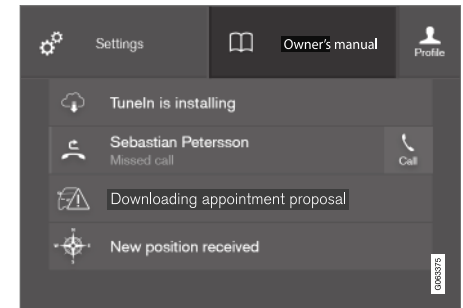 Settings
Owner's manual
Profile
TuneIn is installing
Sebastian Petersson
Missed call
Call
Downloading appointment proposal
New position received
G063375